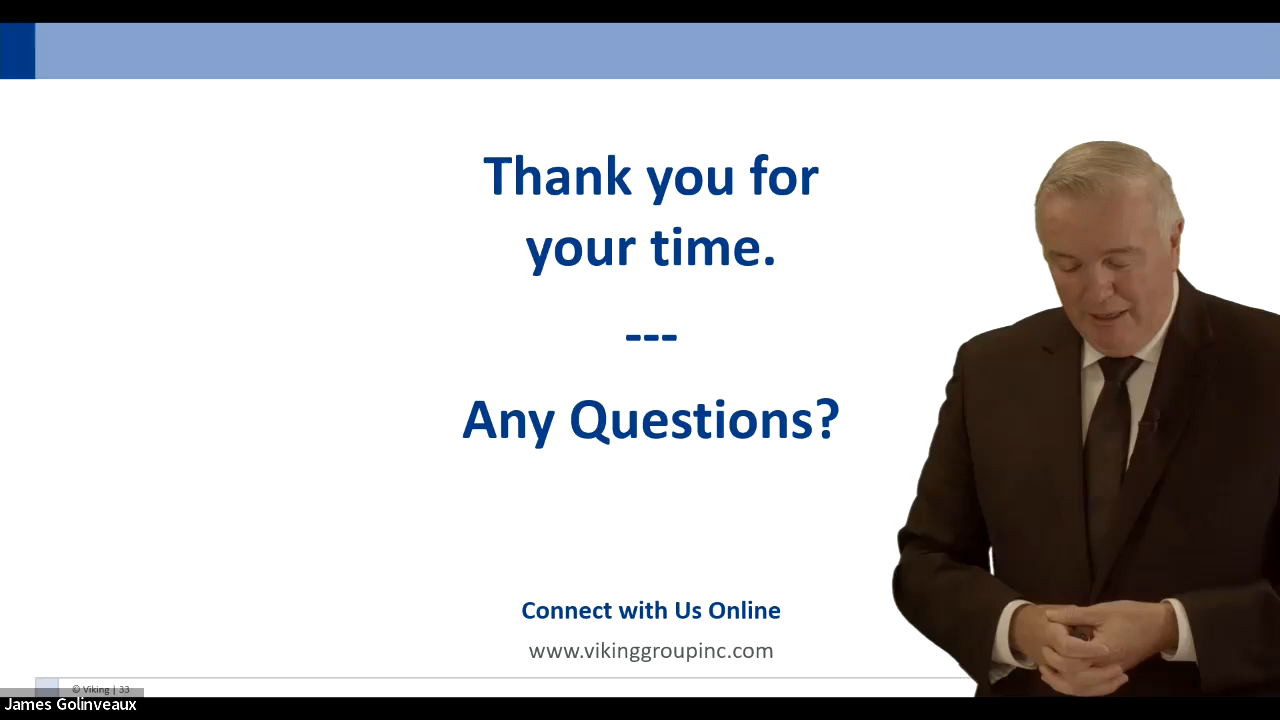 Thank you for
your time.
---
Any Questions?
Connect with Us Online
www.vikinggroupinc.com
© Viking | 33
James Golinveaux